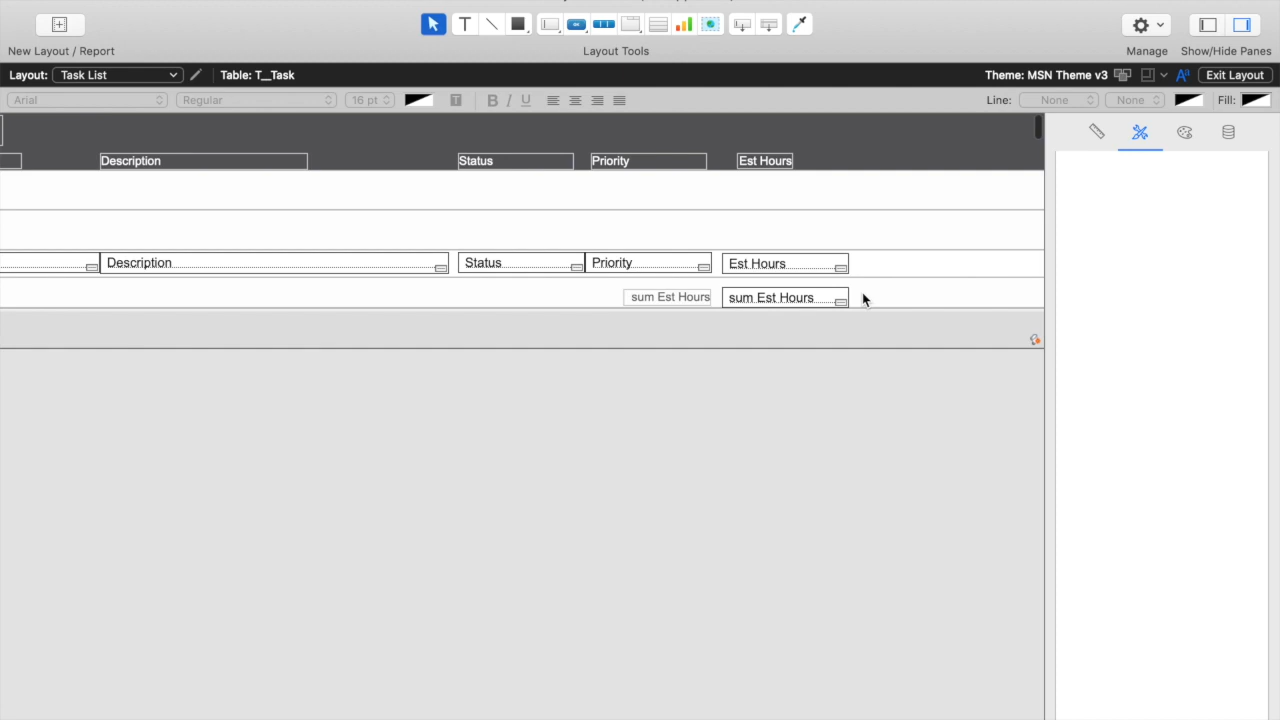 New Layout / Report
Layout Tools
Manage
Show/Hide Panes
Layout:
Task List
Table: T__Task
Theme: MSN Theme v3
Exit Layout
Arial
Regular
16 pt
B I U
Line:
None
None
Fill:
Description
Status
Priority
Est Hours
Description
Status
Priority
Est Hours
sum Est Hours
sum Est Hours